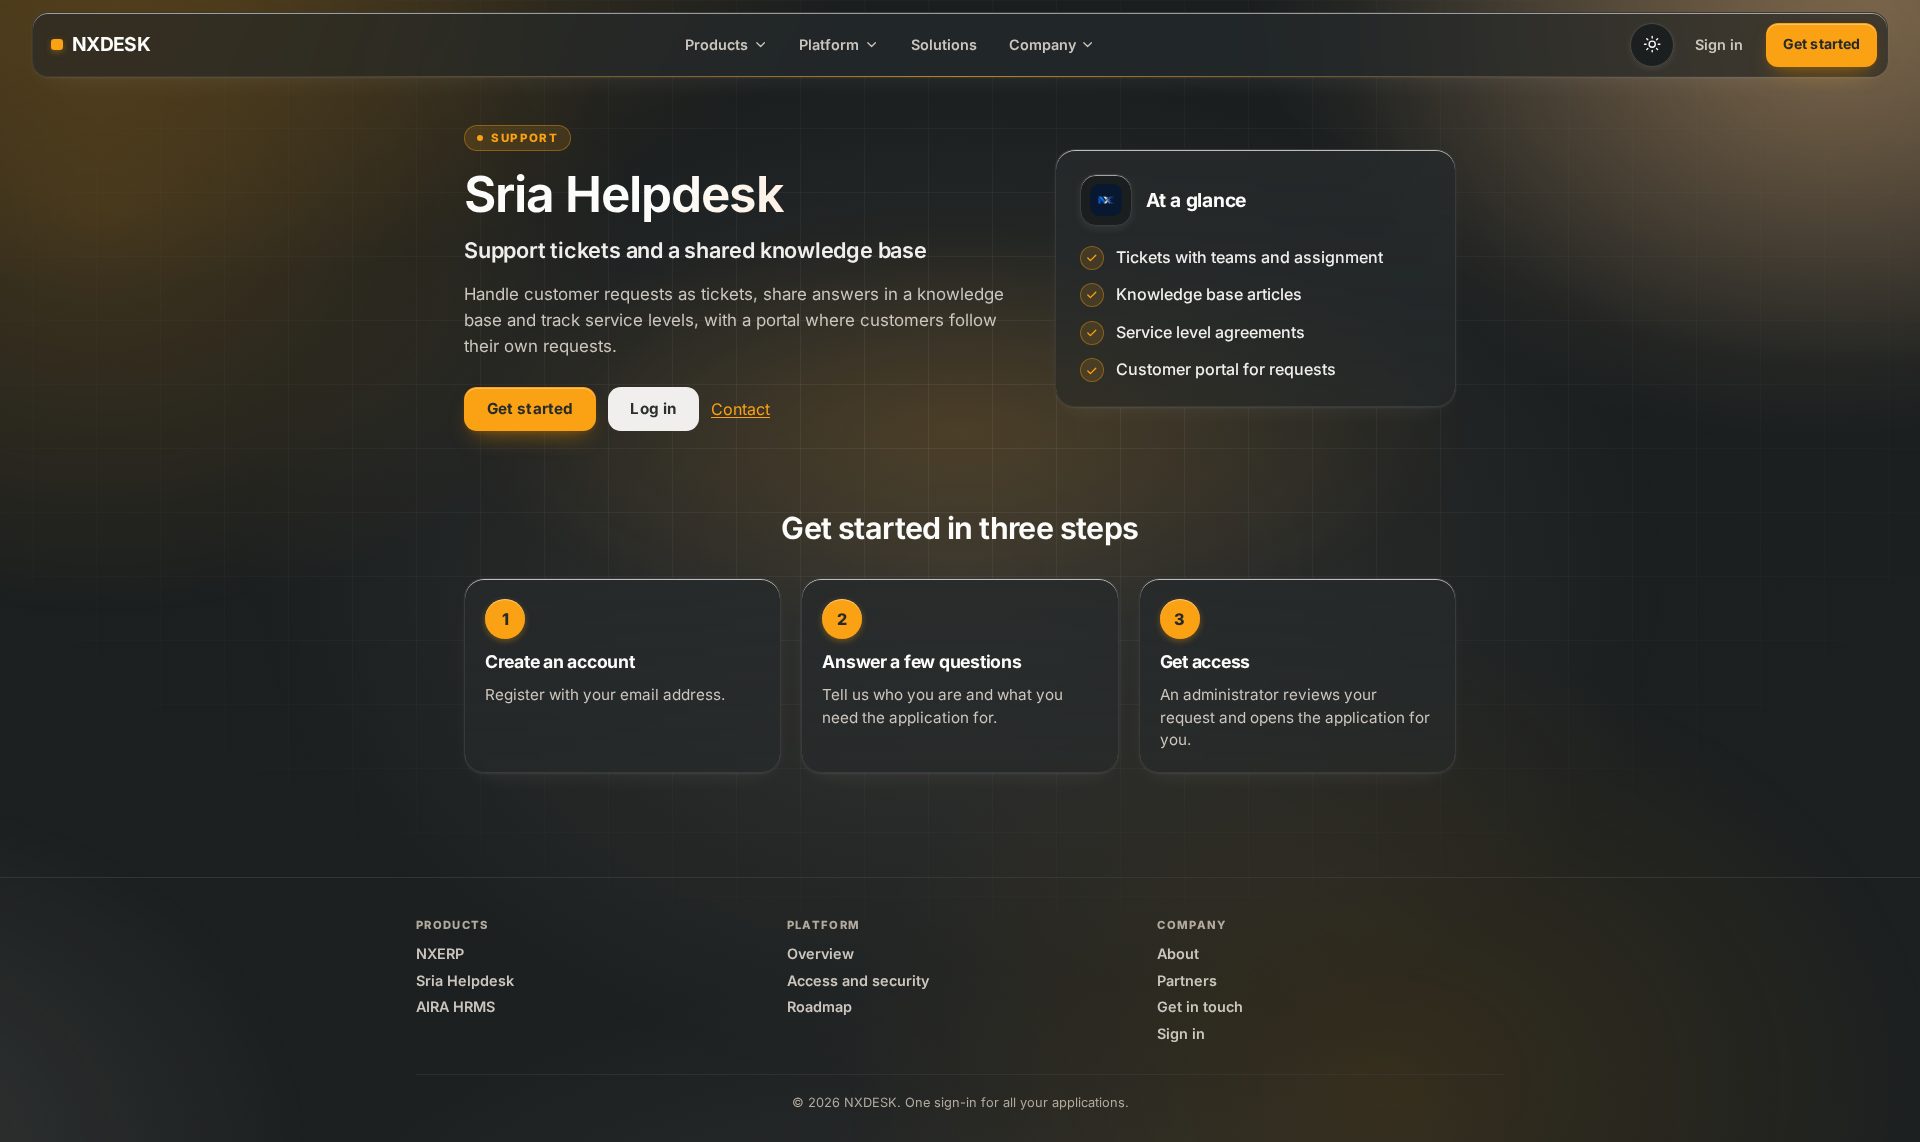 NXDESK
Products
Platform
Solutions
Company
Sign in
Get started
SUPPORT
Sria Helpdesk
Support tickets and a shared knowledge base
Handle customer requests as tickets, share answers in a knowledge
base and track service levels, with a portal where customers follow
their own requests.
Get started
Log in
Contact
NX
At a glance
Tickets with teams and assignment
Knowledge base articles
Service level agreements
Customer portal for requests
Get started in three steps
1
Create an account
Register with your email address.
2
Answer a few questions
Tell us who you are and what you
need the application for.
3
Get access
An administrator reviews your
request and opens the application for
you.
PRODUCTS
NXERP
Sria Helpdesk
AIRA HRMS
PLATFORM
Overview
Access and security
Roadmap
COMPANY
About
Partners
Get in touch
Sign in
© 2026 NXDESK. One sign-in for all your applications.